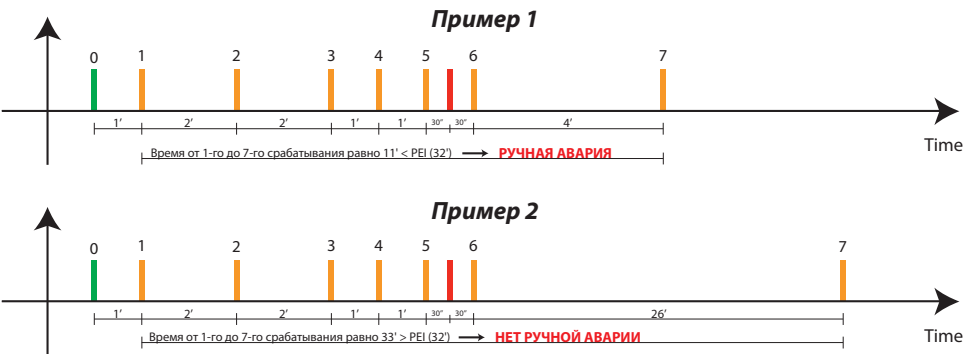 Пример 1
0 1 2 3 4 5 6 7
1' 2' 2' 1' 1' 30" 30" 4'
Time
Время от 1-го до 7-го срабатывания равно 11' < PEI (32') РУЧНАЯ АВАРИЯ
Пример 2
0 1 2 3 4 5 6 7
1' 2' 2' 1' 1' 30" 30" 26'
Time
Время от 1-го до 7-го срабатывания равно 33' > PEI (32') НЕТ РУЧНОЙ АВАРИИ